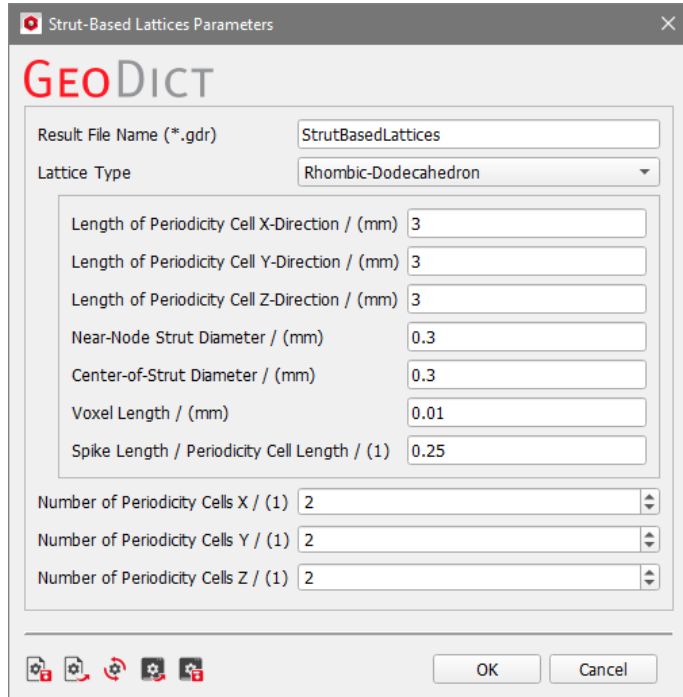 Strut-Based Lattices Parameters
GEODICT
Result File Name (*.gdr) StrutBasedLattices
Lattice Type Rhombic-Dodecahedron
Length of Periodicity Cell X-Direction / (mm) 3
Length of Periodicity Cell Y-Direction / (mm) 3
Length of Periodicity Cell Z-Direction / (mm) 3
Near-Node Strut Diameter / (mm) 0.3
Center-of-Strut Diameter / (mm) 0.3
Voxel Length / (mm) 0.01
Spike Length / Periodicity Cell Length / (1) 0.25
Number of Periodicity Cells X / (1) 2
Number of Periodicity Cells Y / (1) 2
Number of Periodicity Cells Z / (1) 2
OK Cancel